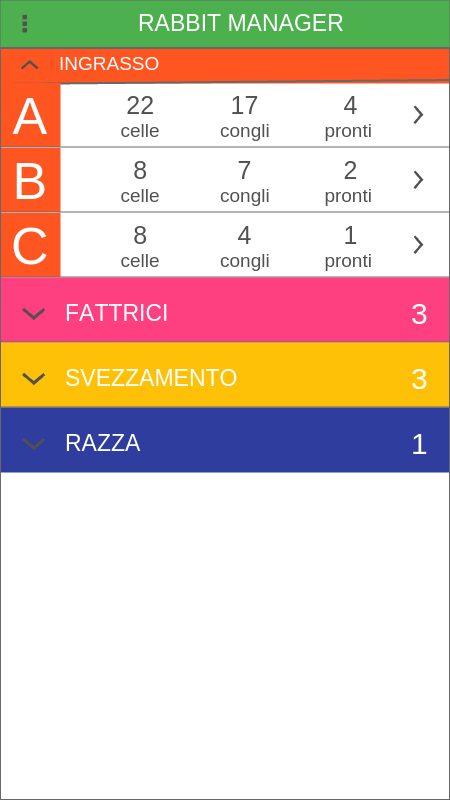 RABBIT MANAGER
INGRASSO
A 22 17 4
celle congli pronti
B 8 7 2
celle congli pronti
C 8 4 1
celle congli pronti
FATTRICI 3
SVEZZAMENTO 3
RAZZA 1